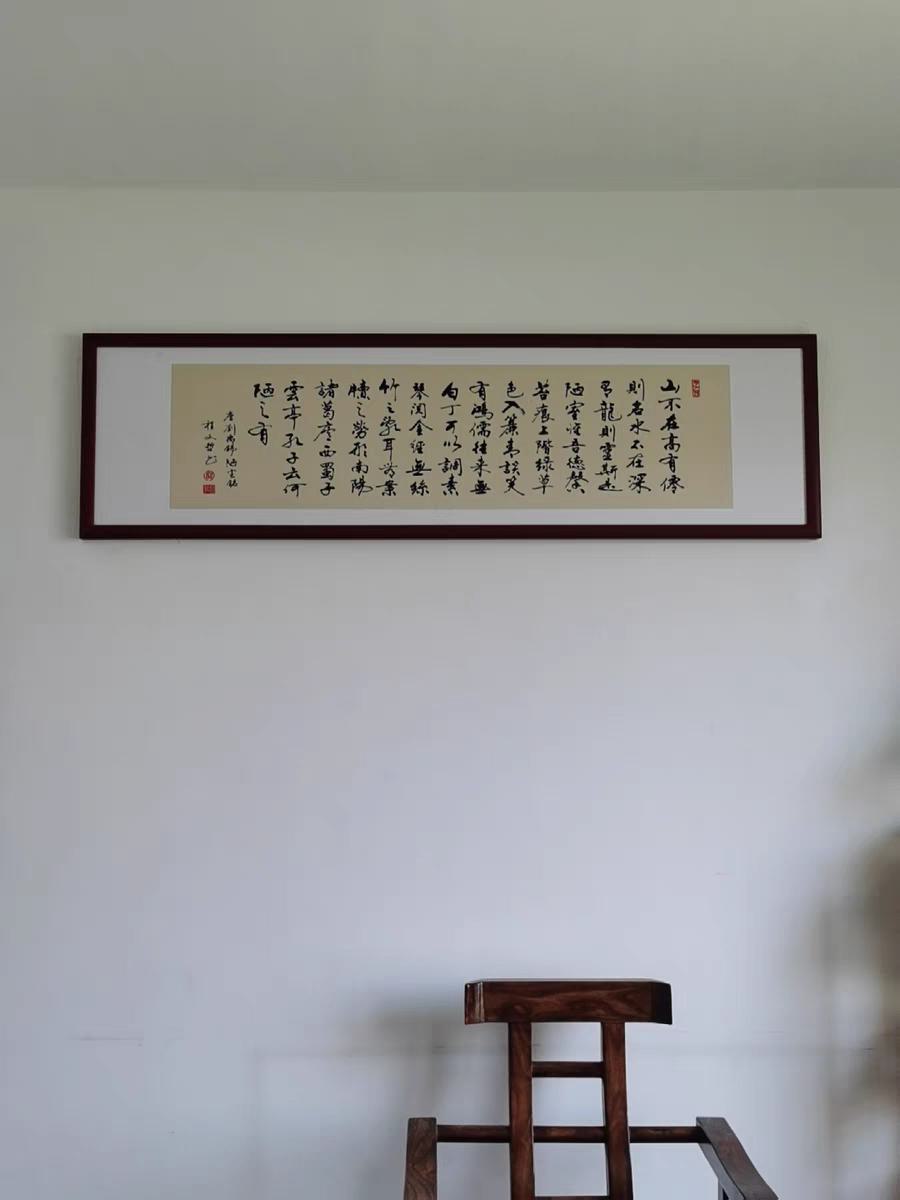 山不在高有僊
則名水不在深
有龍則靈斯是
陋室唯吾德馨
苔痕上階綠草
色入簾青談笑
有鴻儒往來無
白丁可以調素
琴閱金經無絲
竹之亂耳無案
牘之勞形南陽
諸葛廬西蜀子
雲亭孔子云何
陋之有
唐劉禹錫陋室銘